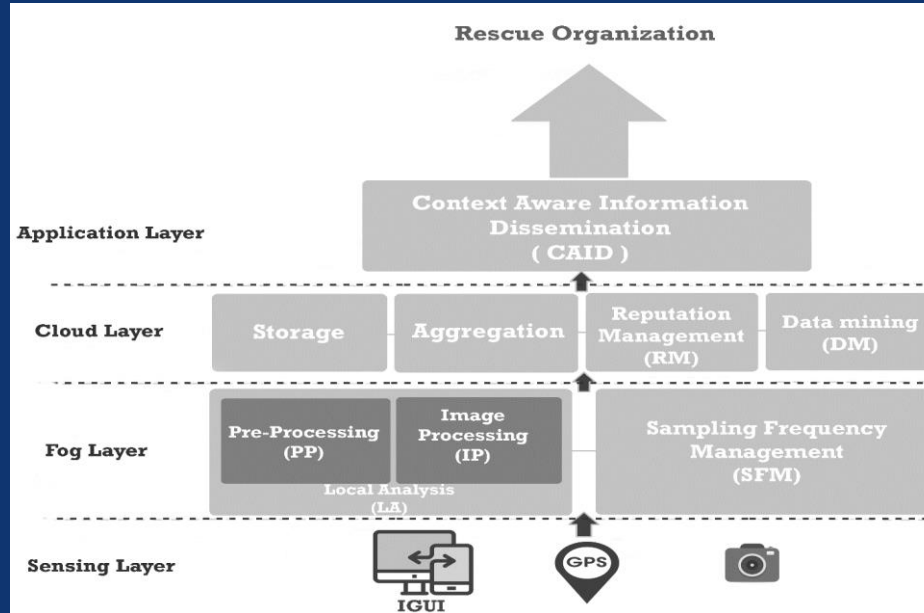 Rescue Organization
Context Aware Information
Dissemination
( CAID )
Application Layer
Cloud Layer
Storage
Aggregation
Reputation
Management
(RM)
Data mining
(DM)
Fog Layer
Pre-Processing
(PP)
Image
Processing
(IP)
Local Analysis
(LA)
Sampling Frequency
Management
(SFM)
Sensing Layer
IGUI
GPS